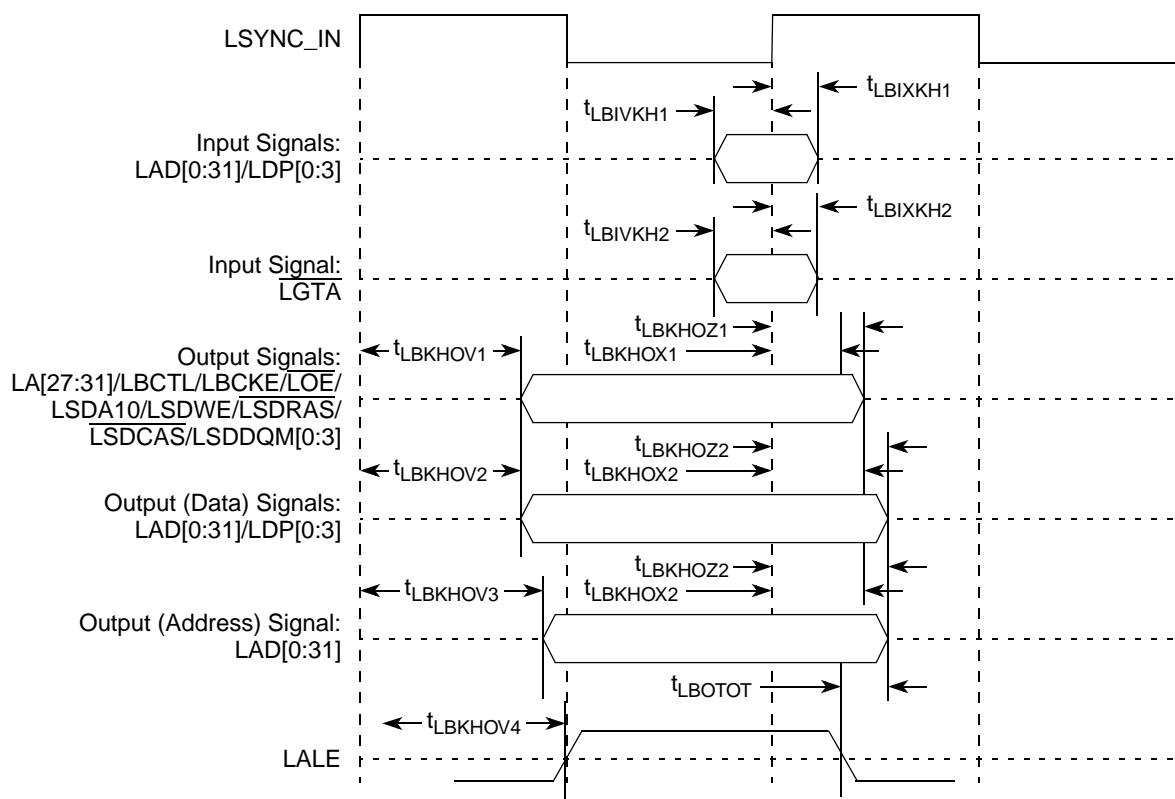 LSYNC_IN
tLBIXKH1
tLBIVKH1
Input Signals:
LAD[0:31]/LDP[0:3]
tLBIXKH2
tLBIVKH2
Input Signal:
LGTA
tLBKHOZ1
tLBKHOV1
tLBKHOX1
Output Signals:
LA[27:31]/LBCTL/LBCKE/LOE/
LSDA10/LSDWE/LSDRAS/
LSDCAS/LSDDQM[0:3]
tLBKHOZ2
tLBKHOV2
tLBKHOX2
Output (Data) Signals:
LAD[0:31]/LDP[0:3]
tLBKHOZ2
tLBKHOV3
tLBKHOX2
Output (Address) Signal:
LAD[0:31]
tLBOTOT
tLBKHOV4
LALE